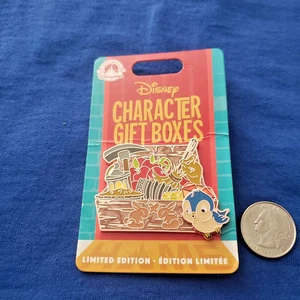 Disney
CHARACTER
GIFT BOXES
LIMITED EDITION • ÉDITION LIMITÉE